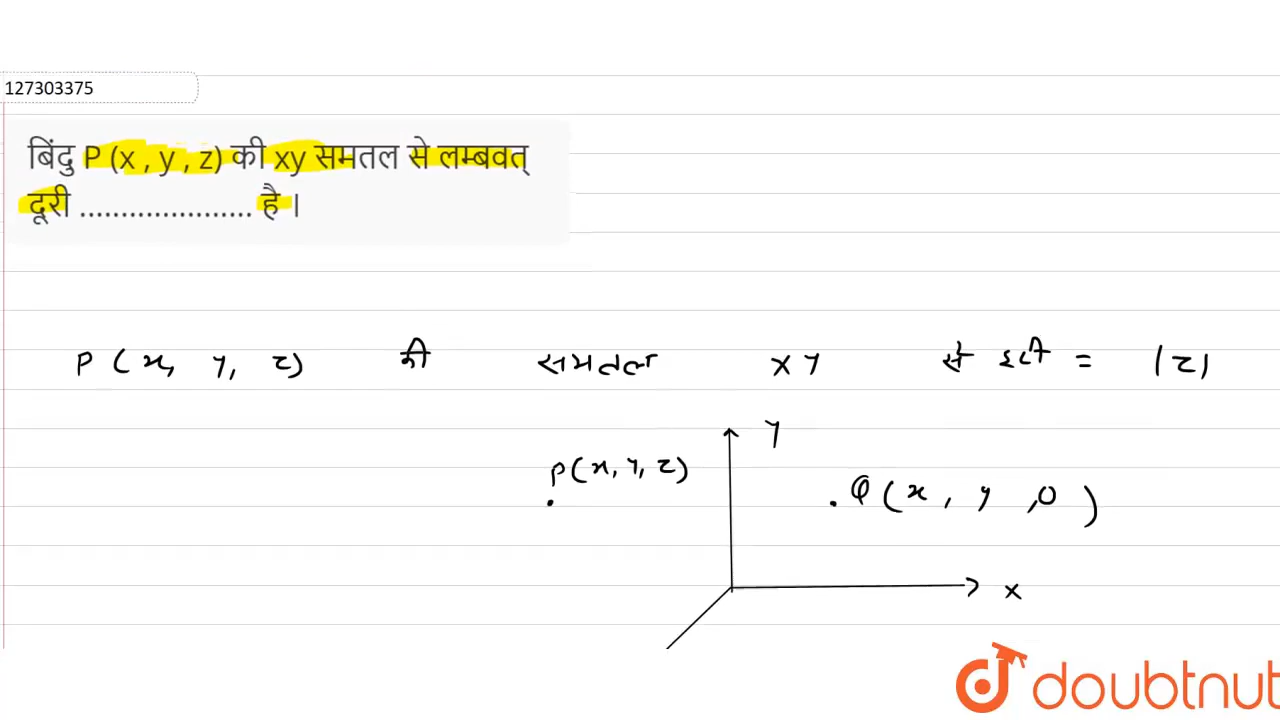 127303375
बिंदु P (x , y , z) की xy समतल से लम्बवत्
दूरी ..................... है ।
P ( x, y, z ) की समतल XY से दूरी = |z|
Y
P(x, y, z)
Q ( x , y , 0 )
X
doubtnut